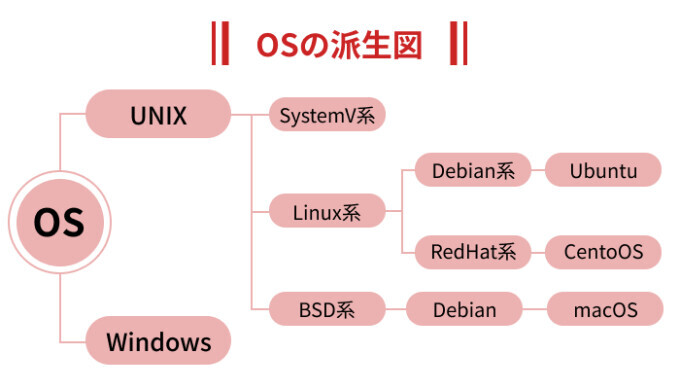 OSの派生図
OS
UNIX
SystemV系
Linux系
Debian系
Ubuntu
RedHat系
CentoOS
BSD系
Debian
macOS
Windows